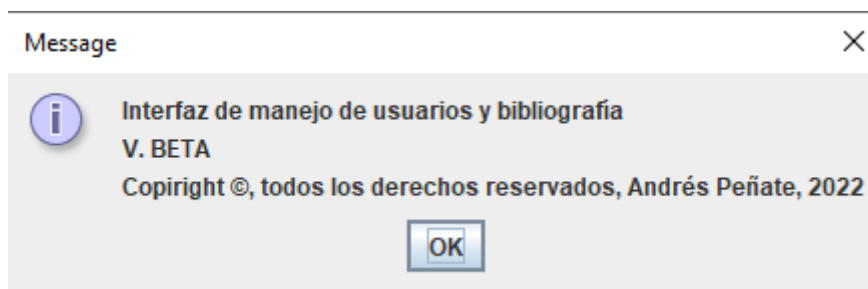 Message
Interfaz de manejo de usuarios y bibliografía
V. BETA
Copiright ©, todos los derechos reservados, Andrés Peñate, 2022
OK